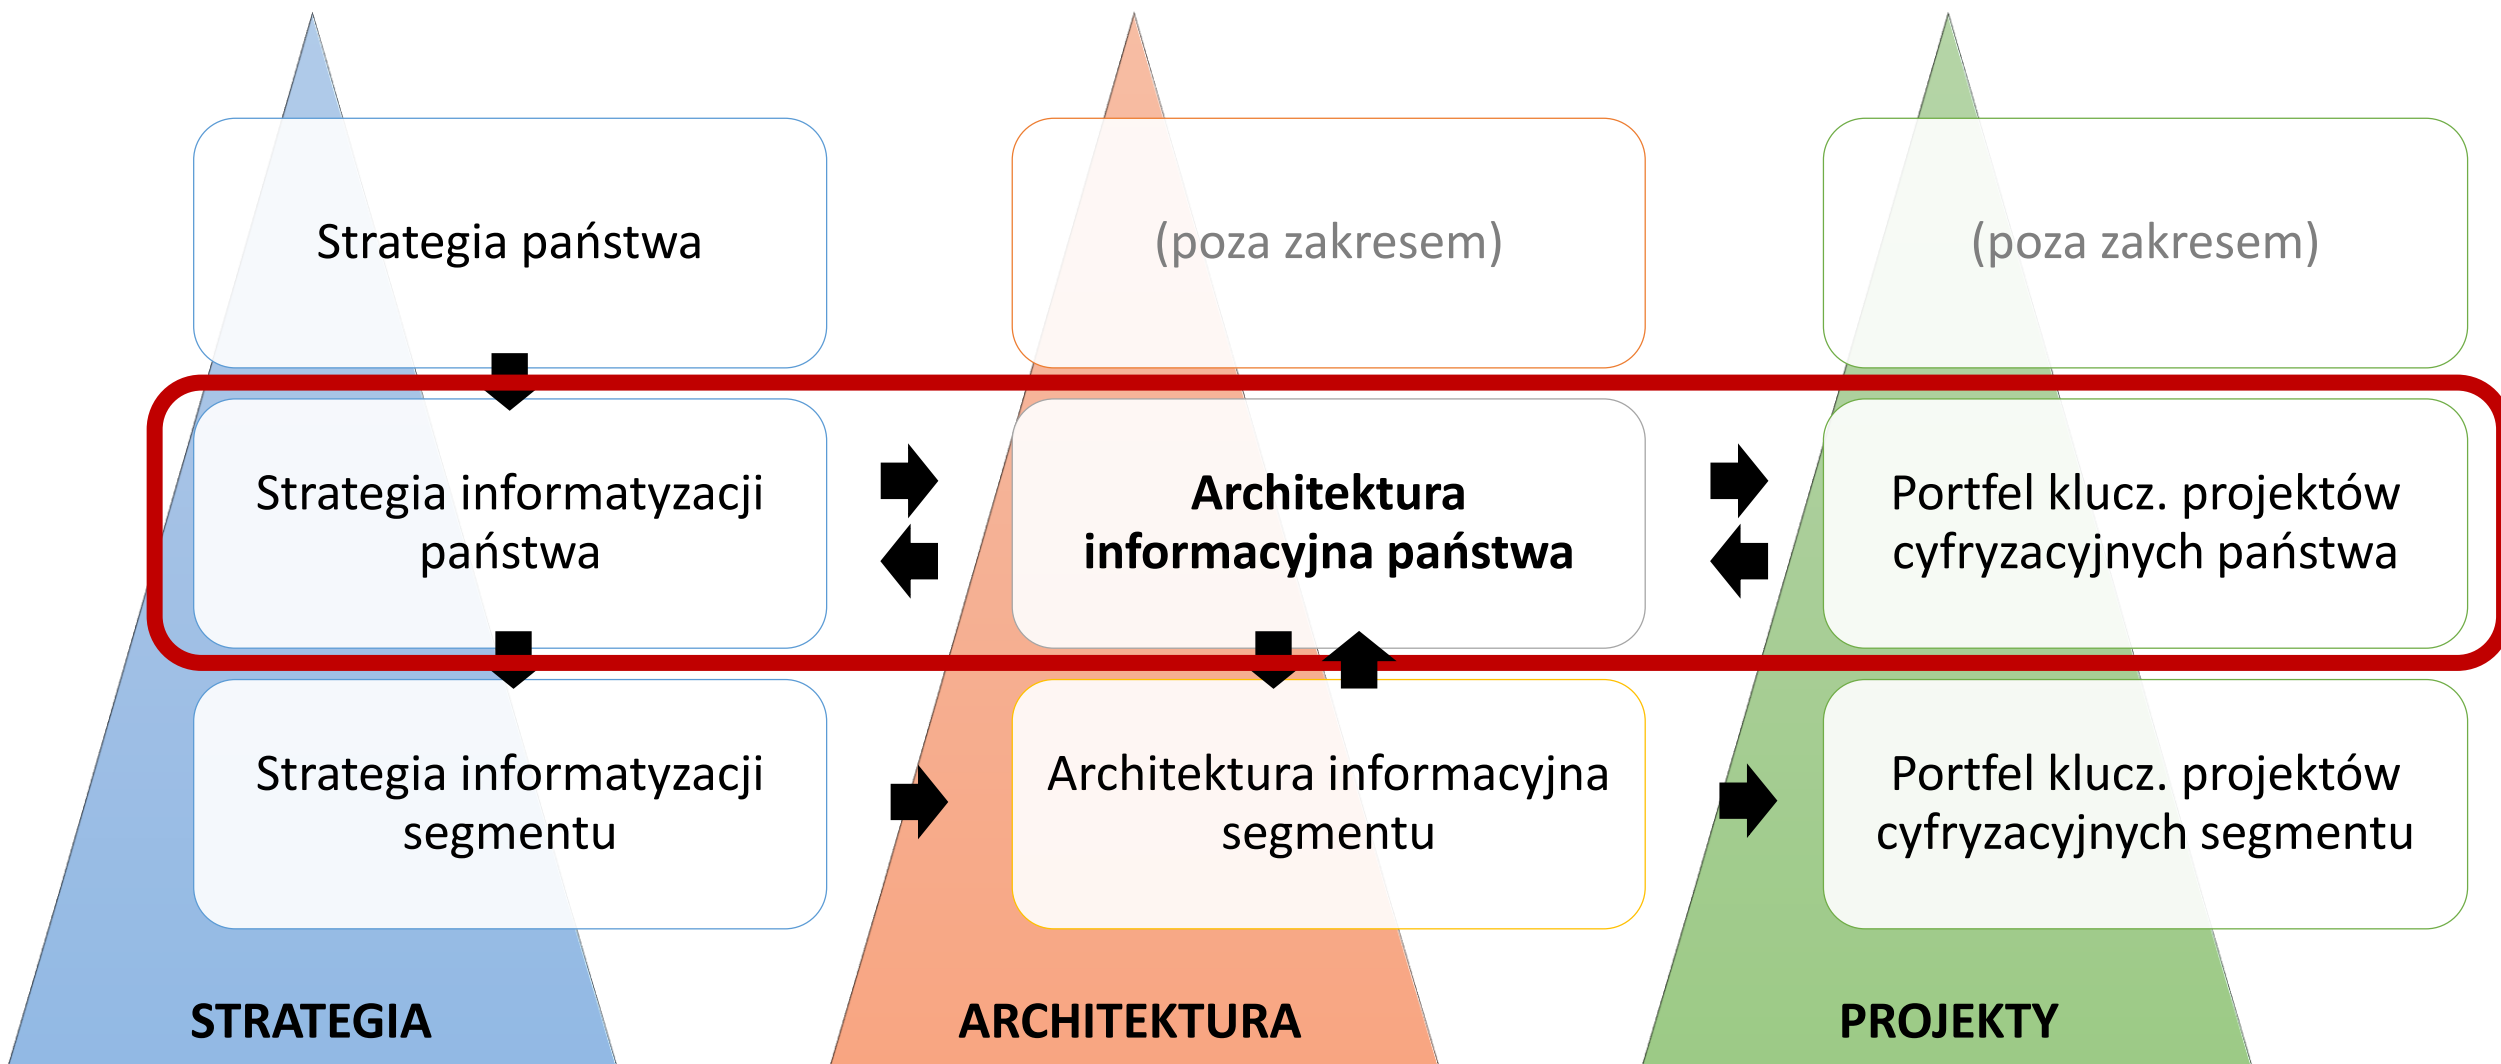 Strategia państwa
(poza zakresem)
(poza zakressem)
Strategia informatyzacji
państwa
Architektura
informacyjna państwa
Portfel klucz. projektów
cyfryzacyjnych państwa
Strategia informatyzacji
segmentu
Architektura informacyjna
segmentu
Portfel klucz. projektów
cyfryzacyjnych segmentu
STRATEGIA
ARCHITEKTURA
PROJEKTY